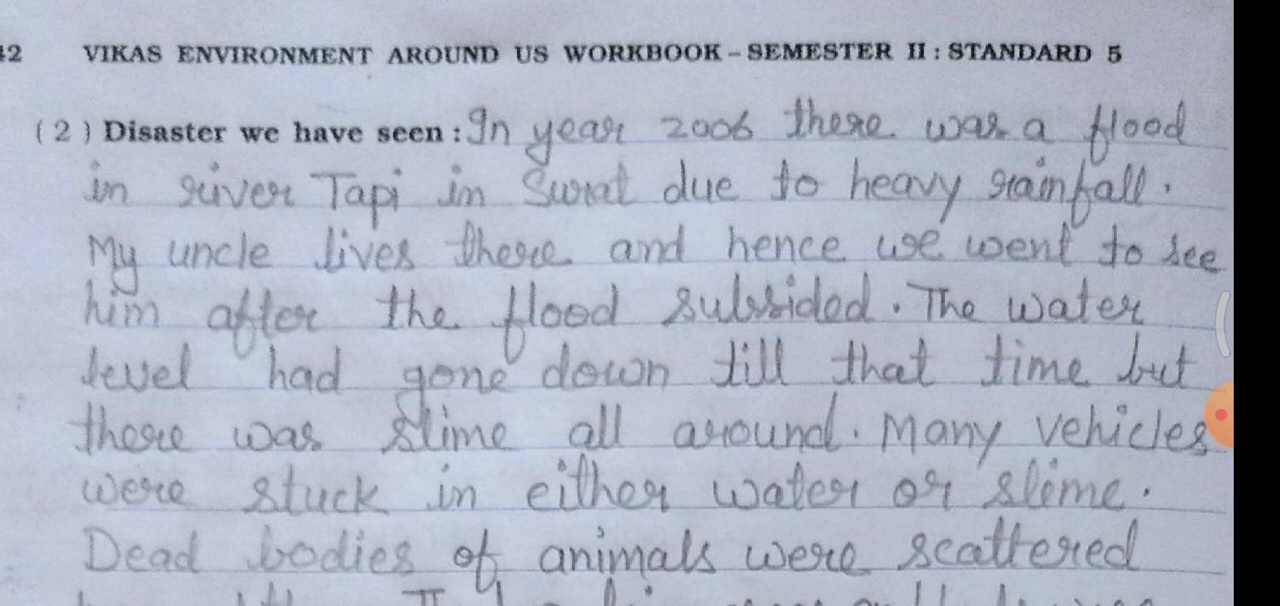 42 VIKAS ENVIRONMENT AROUND US WORKBOOK – SEMESTER II : STANDARD 5
( 2 ) Disaster we have seen : In year 2006 there was a flood
in river Tapi in Surat due to heavy rainfall.
My uncle lives there and hence we went to see
him after the flood subsided. The water
level had gone down till that time but
there was slime all around. Many vehicles
were stuck in either water or slime.
Dead bodies of animals were scattered